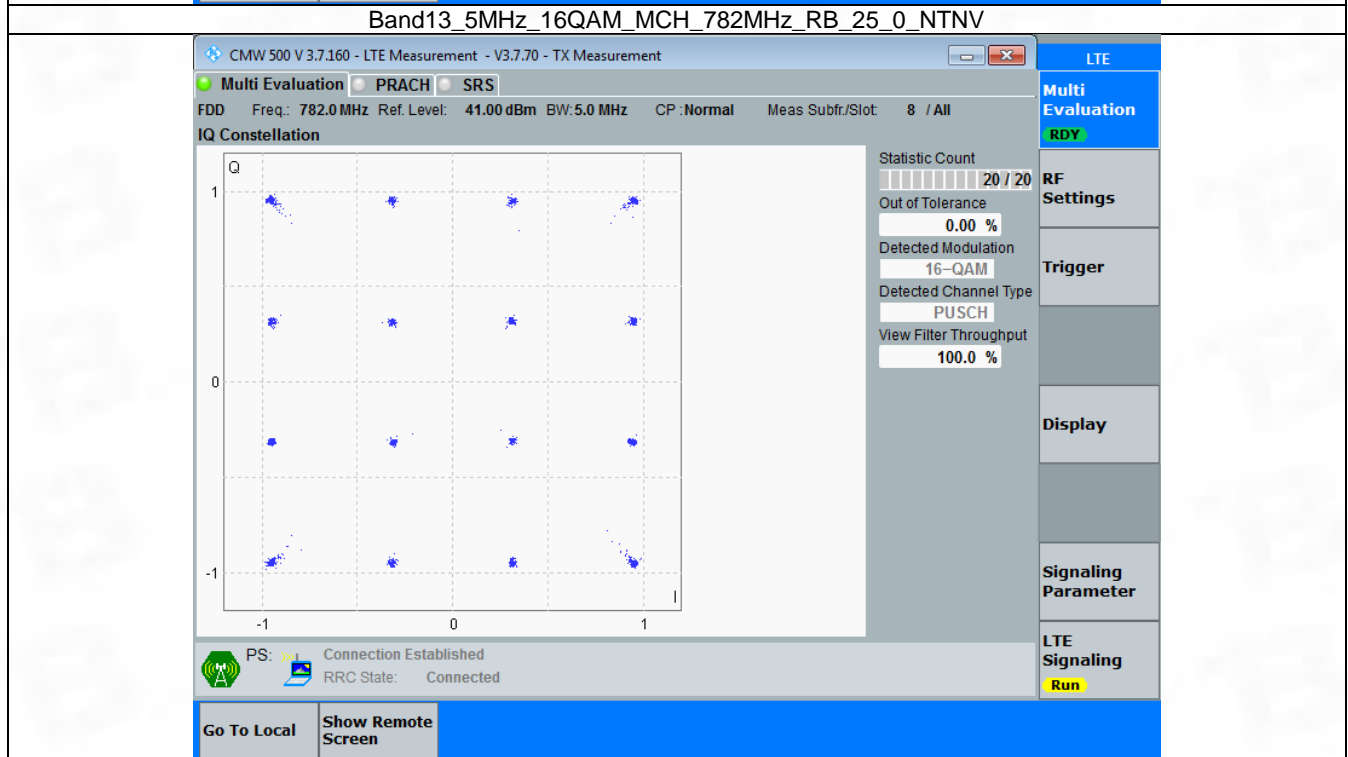 Band13_5MHz_16QAM_MCH_782MHz_RB_25_0_NTNV
CMW 500 V 3.7.160 - LTE Measurement - V3.7.70 - TX Measurement
LTE
Multi Evaluation PRACH SRS
FDD Freq.: 782.0 MHz Ref. Level: 41.00 dBm BW: 5.0 MHz CP : Normal Meas Subfr./Slot: 8 / All
IQ Constellation
Q
1
0
-1
I
-1 0 1
Statistic Count
20 / 20
Out of Tolerance
0.00 %
Detected Modulation
16-QAM
Detected Channel Type
PUSCH
View Filter Throughput
100.0 %
Multi
Evaluation
RDY
RF
Settings
Trigger
Display
Signaling
Parameter
LTE
Signaling
Run
PS: Connection Established
RRC State: Connected
Go To Local
Show Remote
Screen